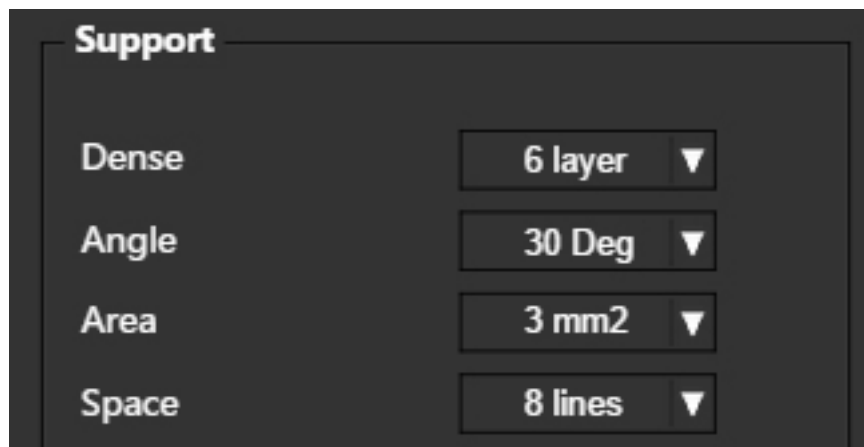 Support
Dense 6 layer
Angle 30 Deg
Area 3 mm2
Space 8 lines